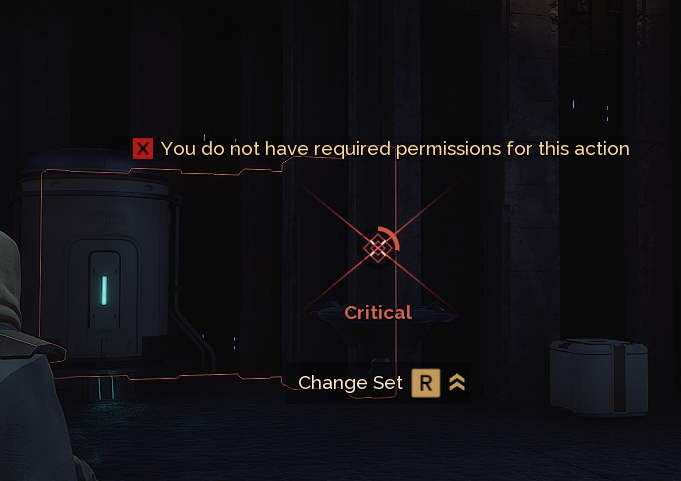 X You do not have required permissions for this action
Critical
Change Set R